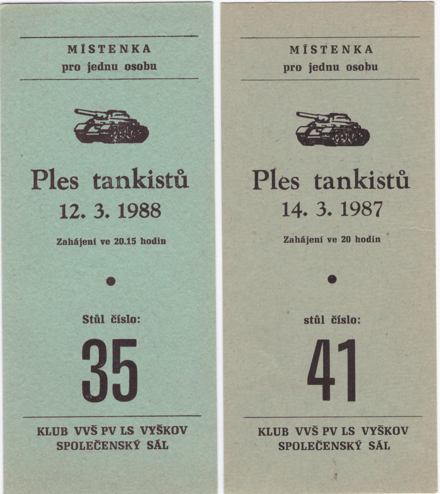 MÍSTENKA
pro jednu osobu
Ples tankistů
12. 3. 1988
Zahájení ve 20.15 hodin
Stůl číslo:
35
KLUB VVŠ PV LS VYŠKOV
SPOLEČENSKÝ SÁL
MÍSTENKA
pro jednu osobu
Ples tankistů
14. 3. 1987
Zahájení ve 20 hodin
stůl číslo:
41
KLUB VVŠ PV LS VYŠKOV
SPOLEČENSKÝ SÁL